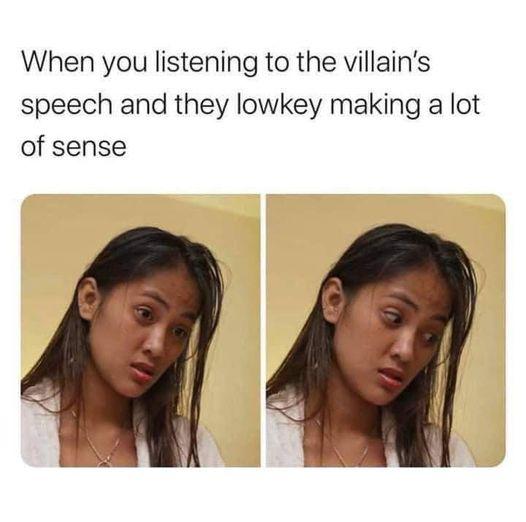 When you listening to the villain's
speech and they lowkey making a lot
of sense